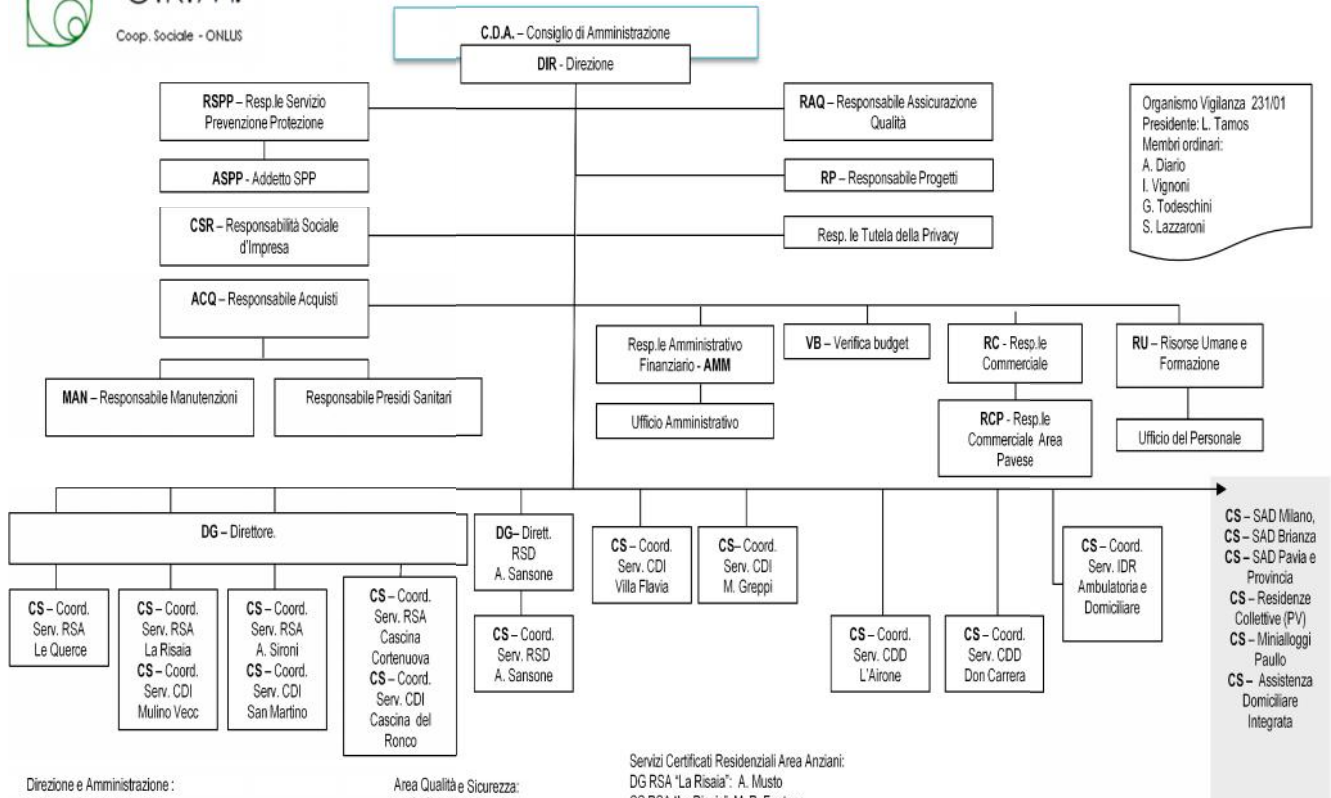 Coop. Sociale - ONLUS
C.D.A. – Consiglio di Amministrazione
DIR - Direzione
RSPP – Resp.le Servizio
Prevenzione Protezione
RAQ – Responsabile Assicurazione
Qualità
Organismo Vigilanza 231/01
Presidente: L. Tamos
Membri ordinari:
A. Diario
I. Vignoni
G. Todeschini
S. Lazzaroni
ASPP - Addetto SPP
RP – Responsabile Progetti
CSR – Responsabilità Sociale
d'Impresa
Resp. le Tutela della Privacy
ACQ – Responsabile Acquisti
Resp.le Amministrativo
Finanziario - AMM
VB – Verifica budget
RC - Resp.le
Commerciale
RU – Risorse Umane e
Formazione
MAN – Responsabile Manutenzioni
Responsabile Presidi Sanitari
Ufficio Amministrativo
RCP - Resp.le
Commerciale Area
Pavese
Ufficio del Personale
DG – Direttore.
DG– Dirett.
RSD
A. Sansone
CS – Coord.
Serv. CDI
Villa Flavia
CS– Coord.
Serv. CDI
M. Greppi
CS – Coord.
Serv. IDR
Ambulatoria e
Domiciliare
CS – SAD Milano,
CS – SAD Brianza
CS – SAD Pavia e
Provincia
CS – Residenze
Collettive (PV)
CS – Minialloggi
Paullo
CS – Assistenza
Domiciliare
Integrata
CS – Coord.
Serv. RSA
Le Querce
CS – Coord.
Serv. RSA
La Risaia
CS – Coord.
Serv. CDI
Mulino Vecc
CS – Coord.
Serv. RSA
A. Sironi
CS – Coord.
Serv. CDI
San Martino
CS – Coord.
Serv. RSA
Cascina
Cortenuova
CS – Coord.
Serv. CDI
Cascina del
Ronco
CS – Coord.
Serv. RSD
A. Sansone
CS – Coord.
Serv. CDD
L'Airone
CS – Coord.
Serv. CDD
Don Carrera
Direzione e Amministrazione :
Area Qualità e Sicurezza:
Servizi Certificati Residenziali Area Anziani:
DG RSA "La Risaia": A. Musto